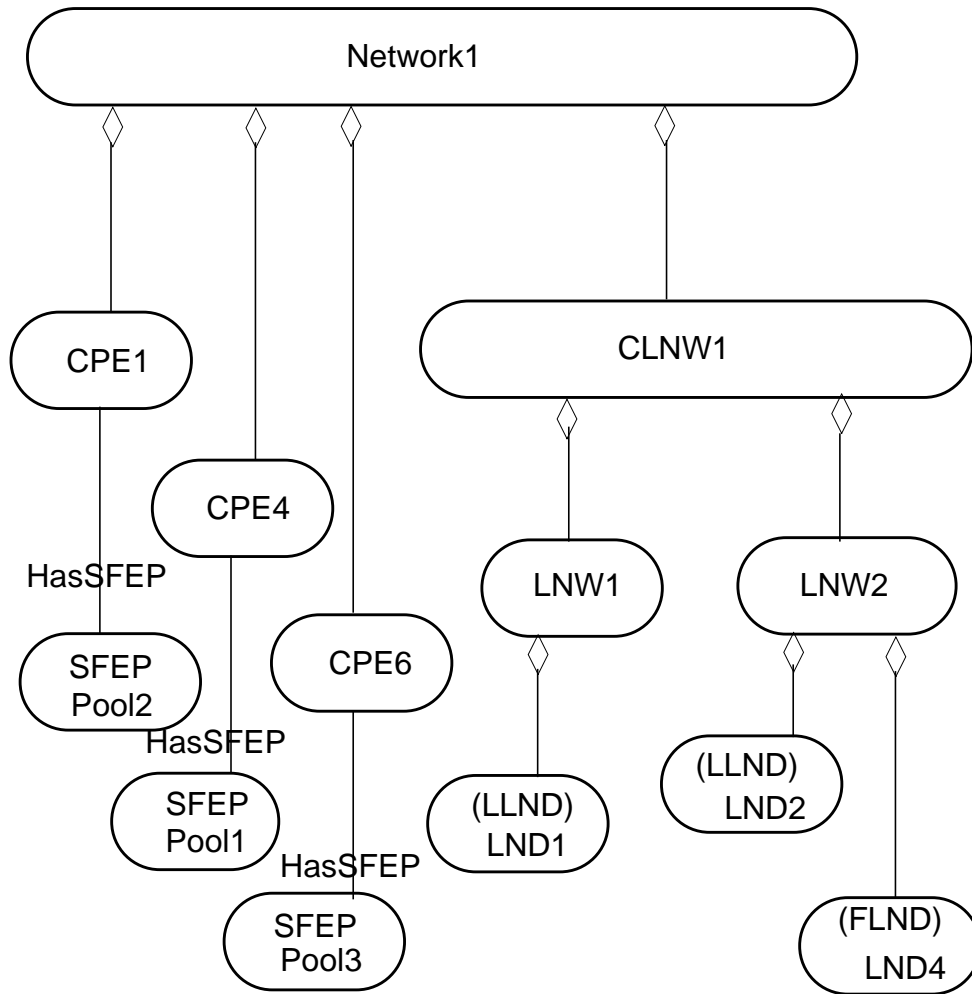 Network1
CPE1
CLNW1
CPE4
HasSFEP
LNW1
LNW2
SFEP
Pool2
CPE6
HasSFEP
SFEP
Pool1
(LLND)
LND1
(LLND)
LND2
HasSFEP
SFEP
Pool3
(FLND)
LND4